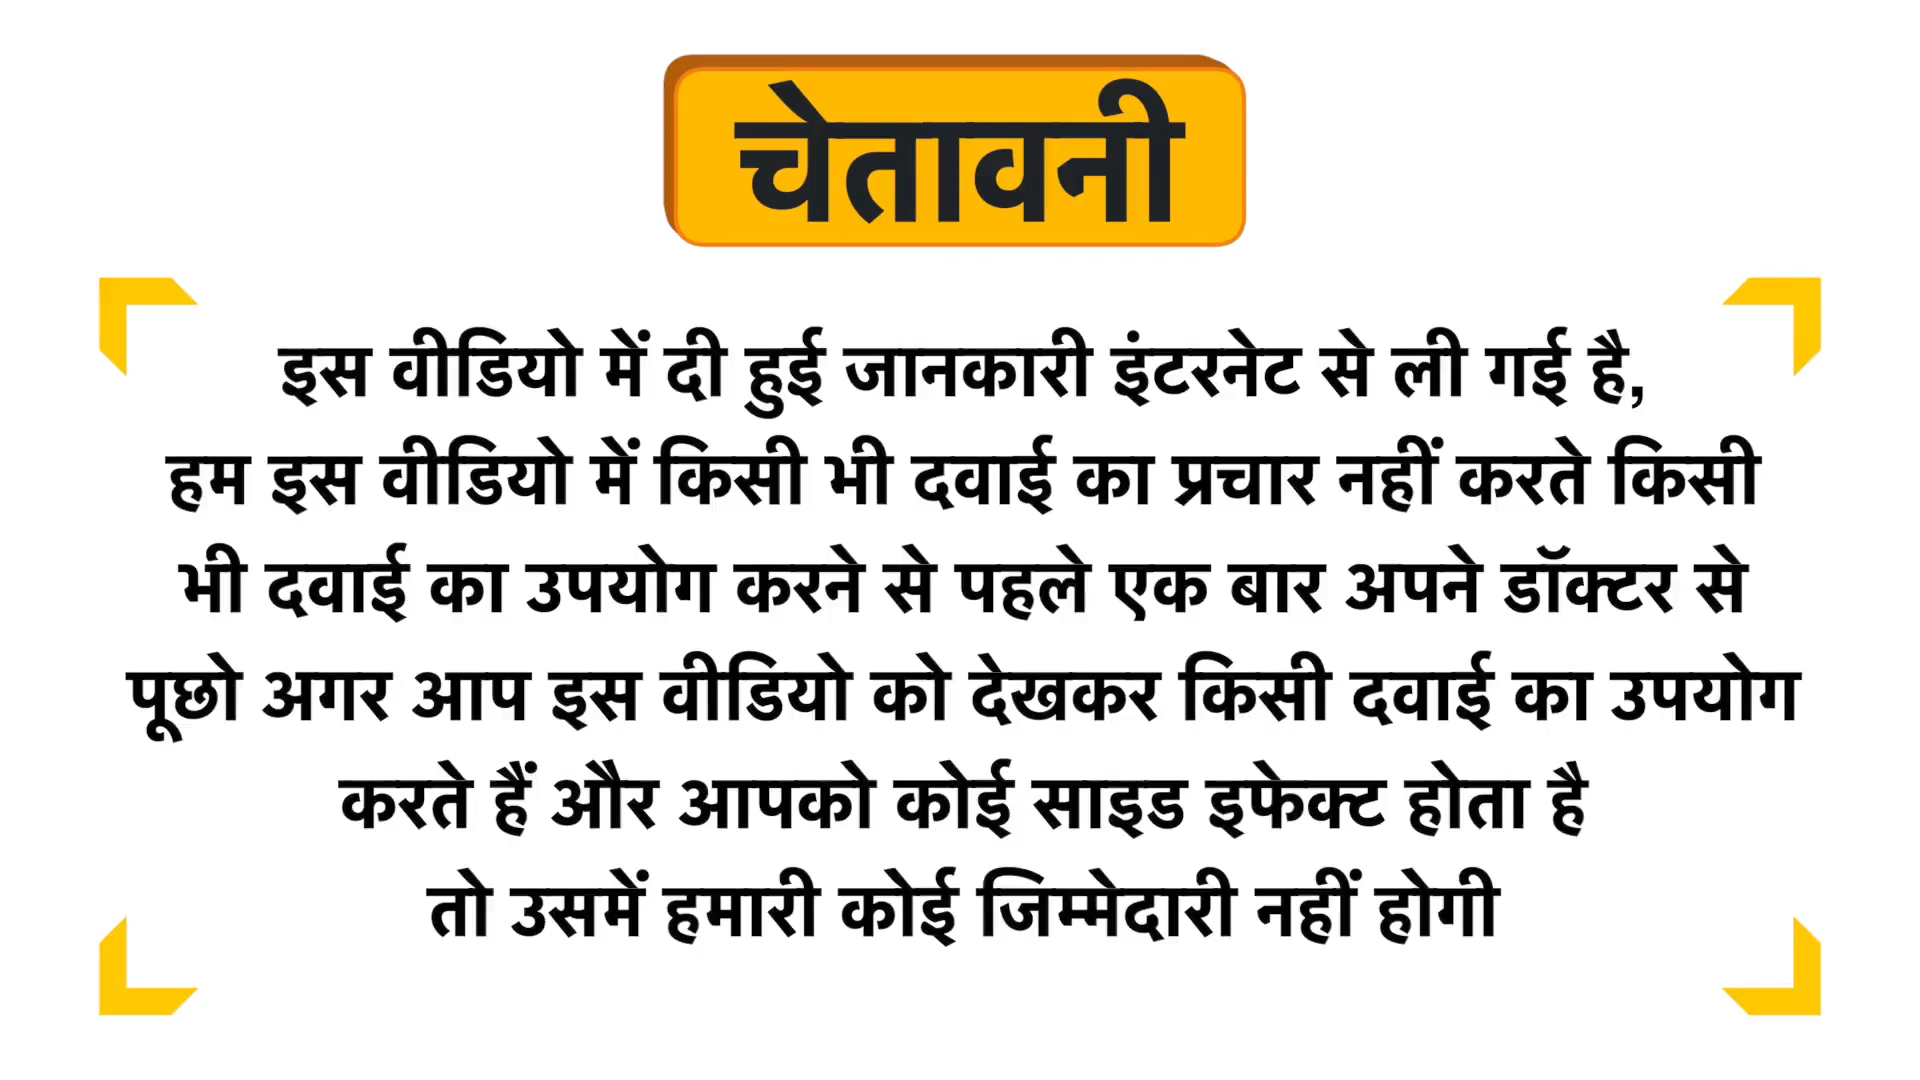 चेतावनी
इस वीडियो में दी हुई जानकारी इंटरनेट से ली गई है,
हम इस वीडियो में किसी भी दवाई का प्रचार नहीं करते किसी
भी दवाई का उपयोग करने से पहले एक बार अपने डॉक्टर से
पूछो अगर आप इस वीडियो को देखकर किसी दवाई का उपयोग
करते हैं और आपको कोई साइड इफेक्ट होता है
तो उसमें हमारी कोई जिम्मेदारी नहीं होगी